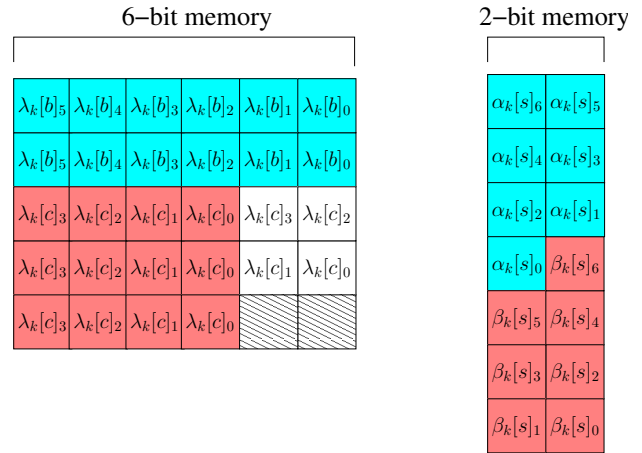 6−bit memory
2−bit memory
λₖ[b]₅ λₖ[b]₄ λₖ[b]₃ λₖ[b]₂ λₖ[b]₁ λₖ[b]₀
λₖ[b]₅ λₖ[b]₄ λₖ[b]₃ λₖ[b]₂ λₖ[b]₁ λₖ[b]₀
λₖ[c]₃ λₖ[c]₂ λₖ[c]₁ λₖ[c]₀ λₖ[c]₃ λₖ[c]₂
λₖ[c]₃ λₖ[c]₂ λₖ[c]₁ λₖ[c]₀ λₖ[c]₁ λₖ[c]₀
λₖ[c]₃ λₖ[c]₂ λₖ[c]₁ λₖ[c]₀
αₖ[s]₆ αₖ[s]₅
αₖ[s]₄ αₖ[s]₃
αₖ[s]₂ αₖ[s]₁
αₖ[s]₀ βₖ[s]₆
βₖ[s]₅ βₖ[s]₄
βₖ[s]₃ βₖ[s]₂
βₖ[s]₁ βₖ[s]₀